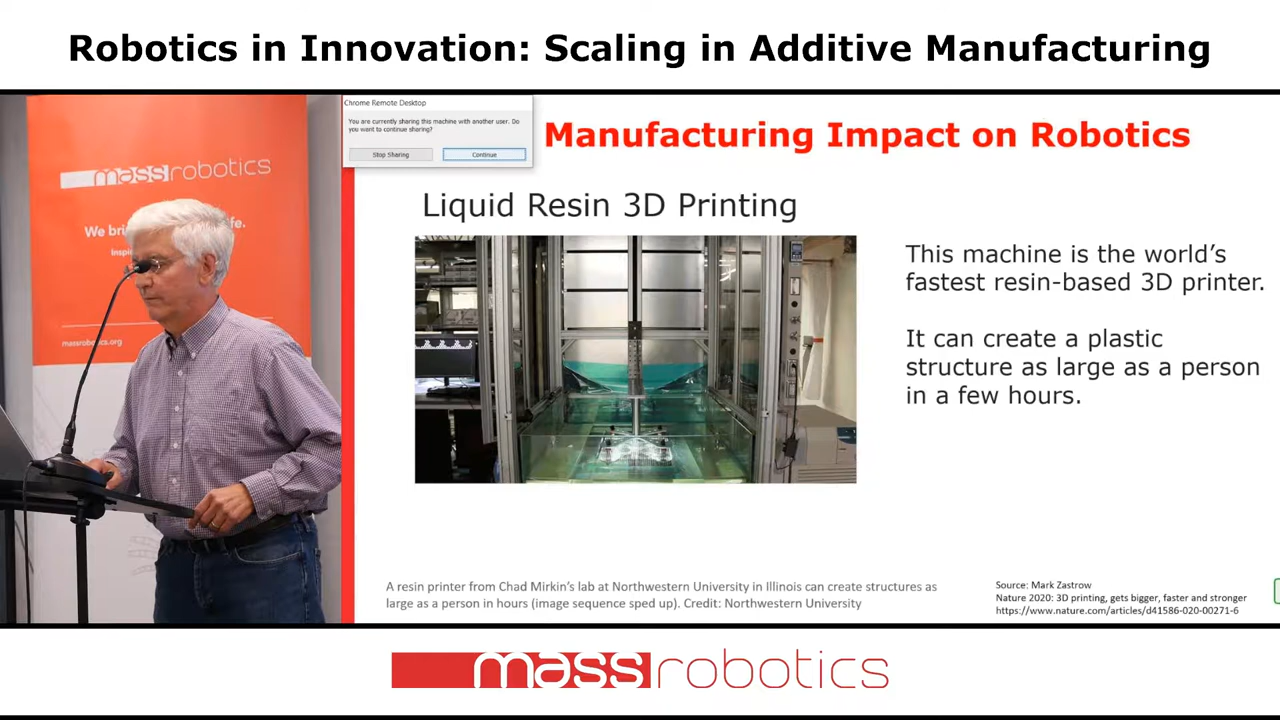 Robotics in Innovation: Scaling in Additive Manufacturing
massrobotics
We bri
fe.
Inspi
massrobotics.org
Chrome Remote Desktop
You are currently sharing this machine with another user. Do
you want to continue sharing?
Stop Sharing
Continue
Manufacturing Impact on Robotics
Liquid Resin 3D Printing
This machine is the world's
fastest resin-based 3D printer.
It can create a plastic
structure as large as a person
in a few hours.
A resin printer from Chad Mirkin's lab at Northwestern University in Illinois can create structures as
large as a person in hours (image sequence sped up). Credit: Northwestern University
Source: Mark Zastrow
Nature 2020: 3D printing, gets bigger, faster and stronger
https://www.nature.com/articles/d41586-020-00271-6
massrobotics